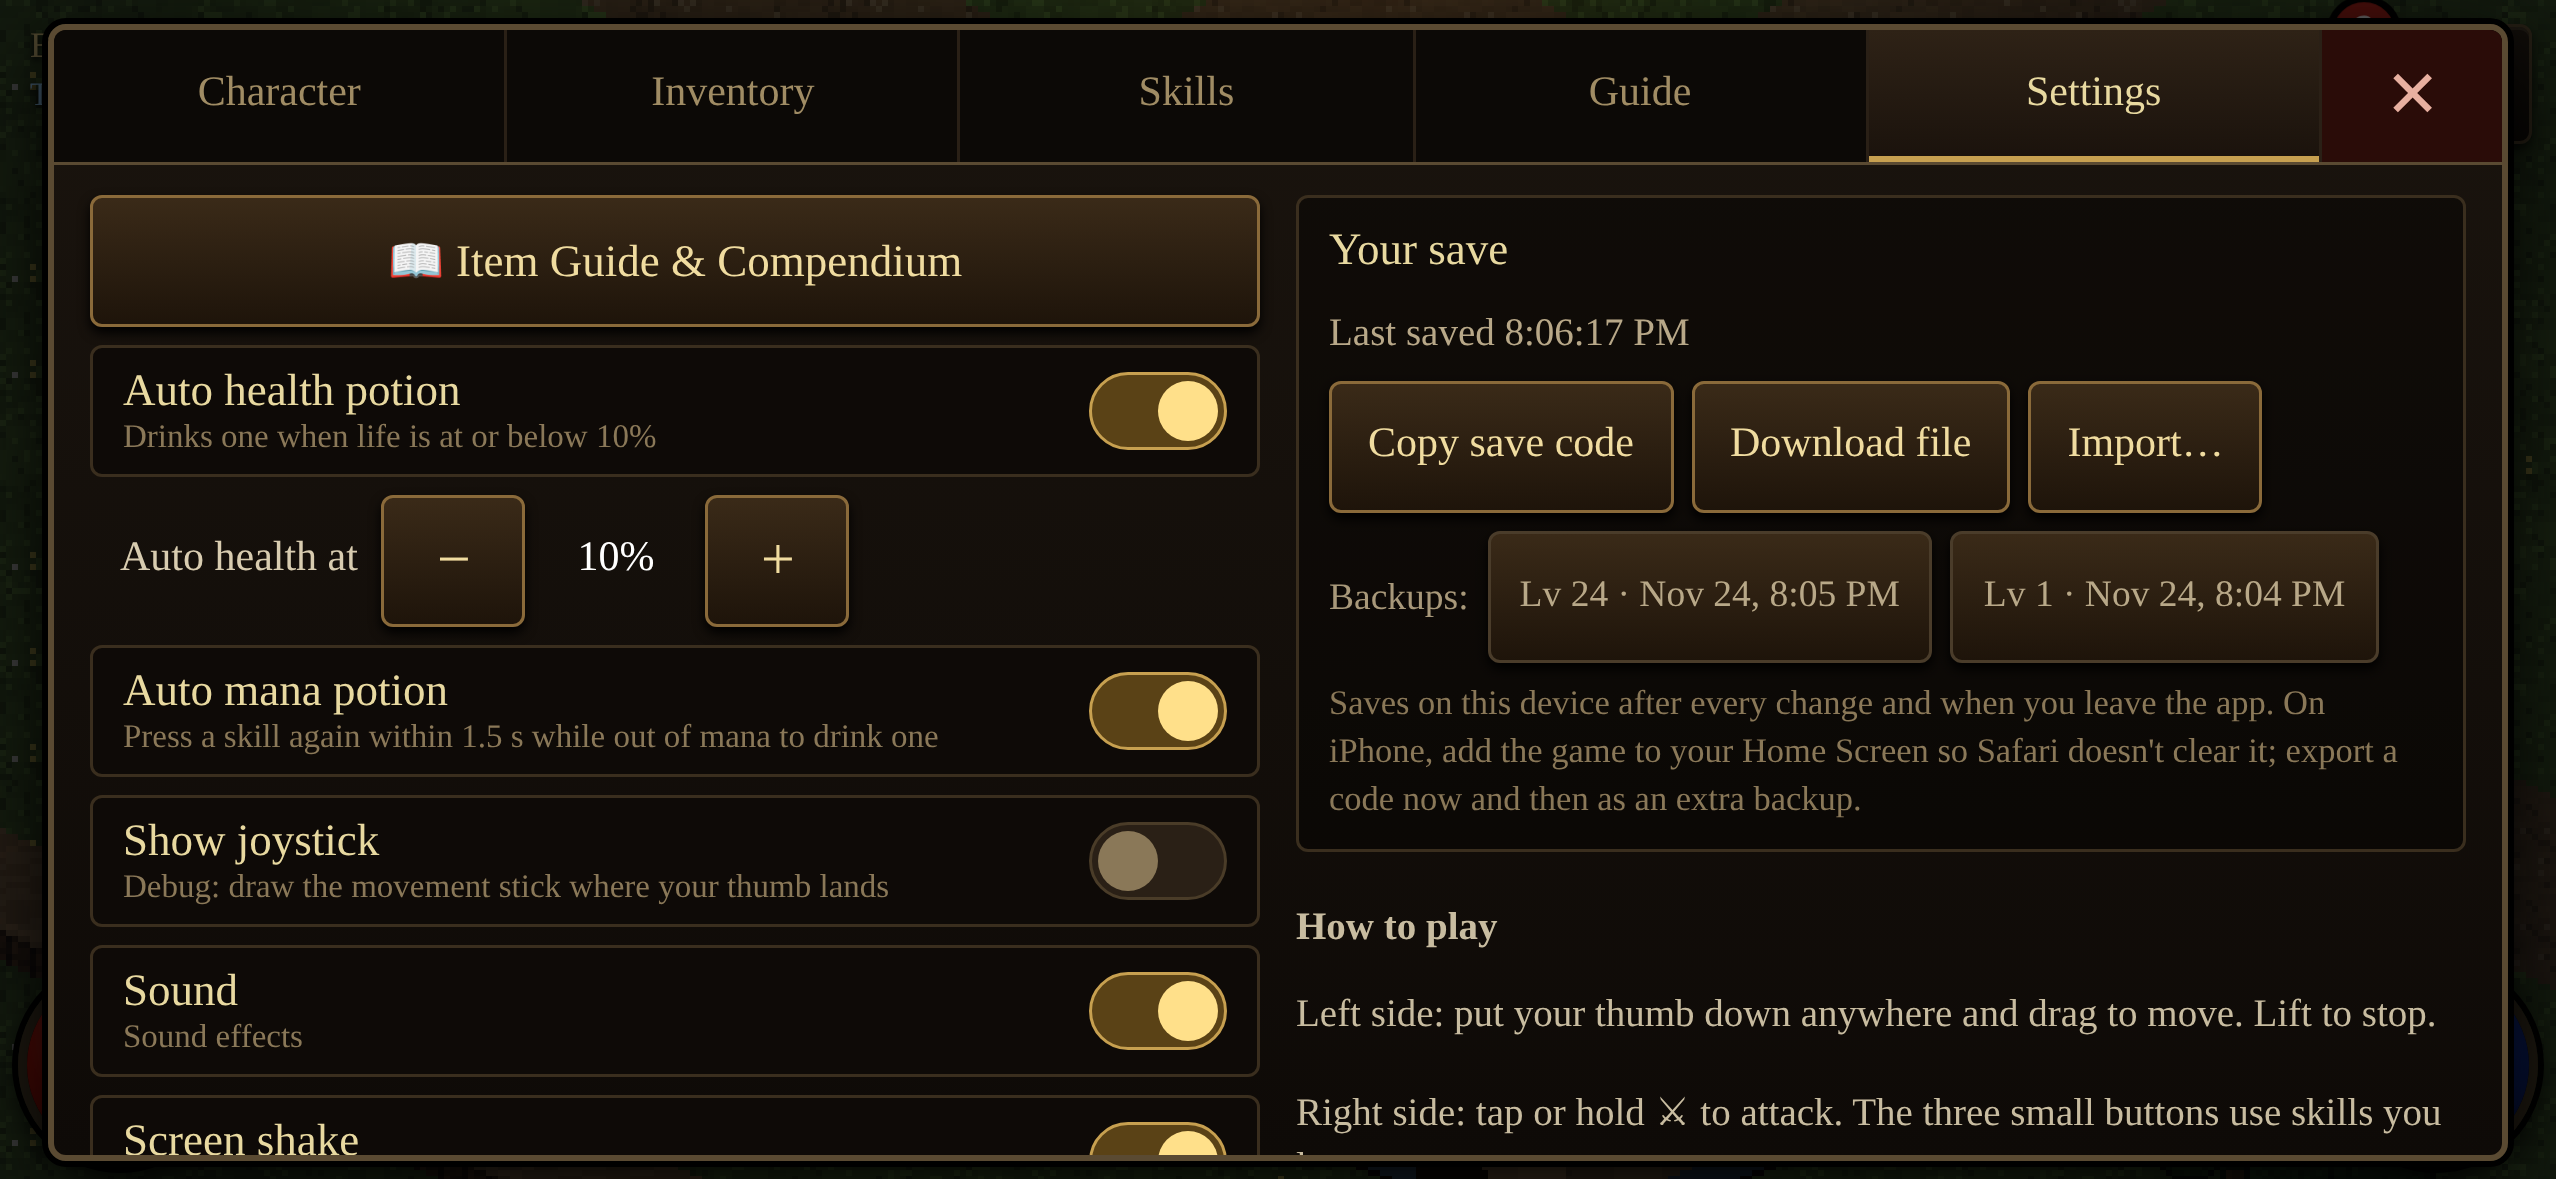 Character
Inventory
Skills
Guide
Settings
Item Guide & Compendium
Auto health potion
Drinks one when life is at or below 10%
Auto health at
−
10%
+
Auto mana potion
Press a skill again within 1.5 s while out of mana to drink one
Show joystick
Debug: draw the movement stick where your thumb lands
Sound
Sound effects
Screen shake
Your save
Last saved 8:06:17 PM
Copy save code
Download file
Import…
Backups:
Lv 24 · Nov 24, 8:05 PM
Lv 1 · Nov 24, 8:04 PM
Saves on this device after every change and when you leave the app. On
iPhone, add the game to your Home Screen so Safari doesn't clear it; export a
code now and then as an extra backup.
How to play
Left side: put your thumb down anywhere and drag to move. Lift to stop.
Right side: tap or hold ⚔ to attack. The three small buttons use skills you